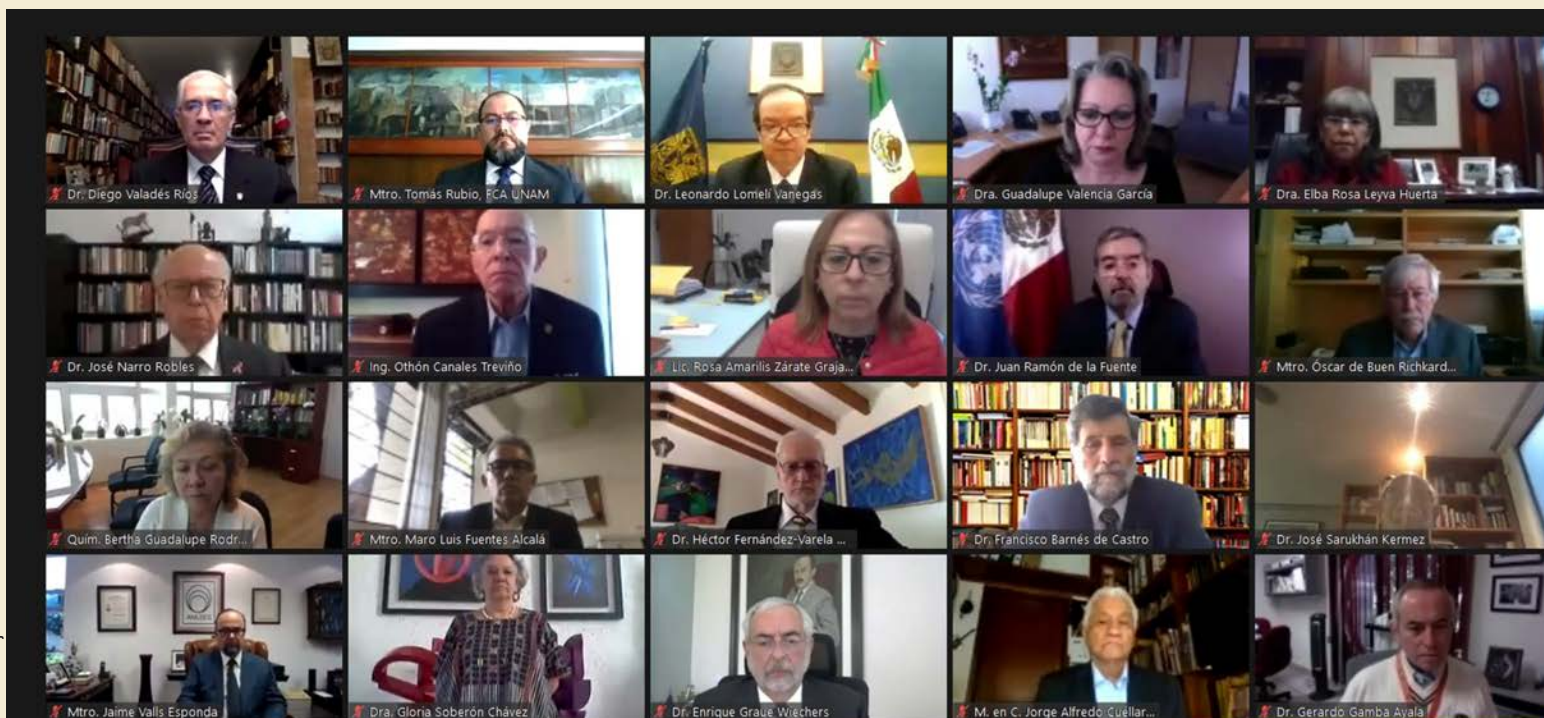 Dr. Diego Valadés Ríos
Mtro. Tomás Rubio, FCA UNAM
Dr. Leonardo Lomelí Vanegas
Dra. Guadalupe Valencia García
Dra. Elba Rosa Leyva Huerta
Dr. José Narro Robles
Ing. Othón Canales Treviño
Lic. Rosa Amarilis Zárate Graja...
Dr. Juan Ramón de la Fuente
Mtro. Óscar de Buen Richkard...
Quím. Bertha Guadalupe Rodr...
Mtro. Maro Luis Fuentes Alcalá
Dr. Héctor Fernández-Varela ...
Dr. Francisco Barnés de Castro
Dr. José Sarukhán Kermez
Mtro. Jaime Valls Esponda
Dra. Gloria Soberón Chávez
Dr. Enrique Graue Wiechers
M. en C. Jorge Alfredo Cuéllar...
Dr. Gerardo Gamba Ayala